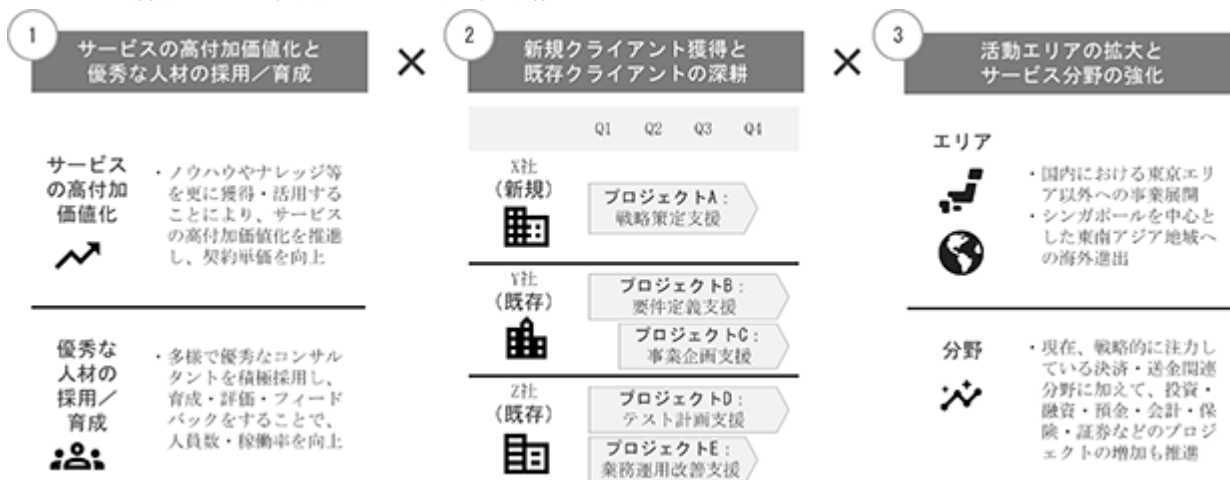 1
サービスの高付加価値化と
優秀な人材の採用／育成
×
2
新規クライアント獲得と
既存クライアントの深耕
×
3
活動エリアの拡大と
サービス分野の強化
サービス
の高付加
価値化
・ノウハウやナレッジ等
を更に獲得・活用する
ことにより、サービス
の高付加価値化を推進
し、契約単価を向上
優秀な
人材の
採用／
育成
・多様で優秀なコンサル
タントを積極採用し、
育成・評価・フィード
バックをすることで、
人員数・稼働率を向上
Q1 Q2 Q3 Q4
X社
(新規)
プロジェクトA：
戦略策定支援
Y社
(既存)
プロジェクトB：
要件定義支援
プロジェクトC：
事業企画支援
Z社
(既存)
プロジェクトD：
テスト計画支援
プロジェクトE：
業務運用改善支援
エリア
・国内における東京エリ
ア以外への事業展開
・シンガポールを中心と
した東南アジア地域へ
の海外進出
分野
・現在、戦略的に注力し
ている決済・送金関連
分野に加えて、投資・
融資・預金・会計・保
険・証券などのプロジ
ェクトの増加も推進